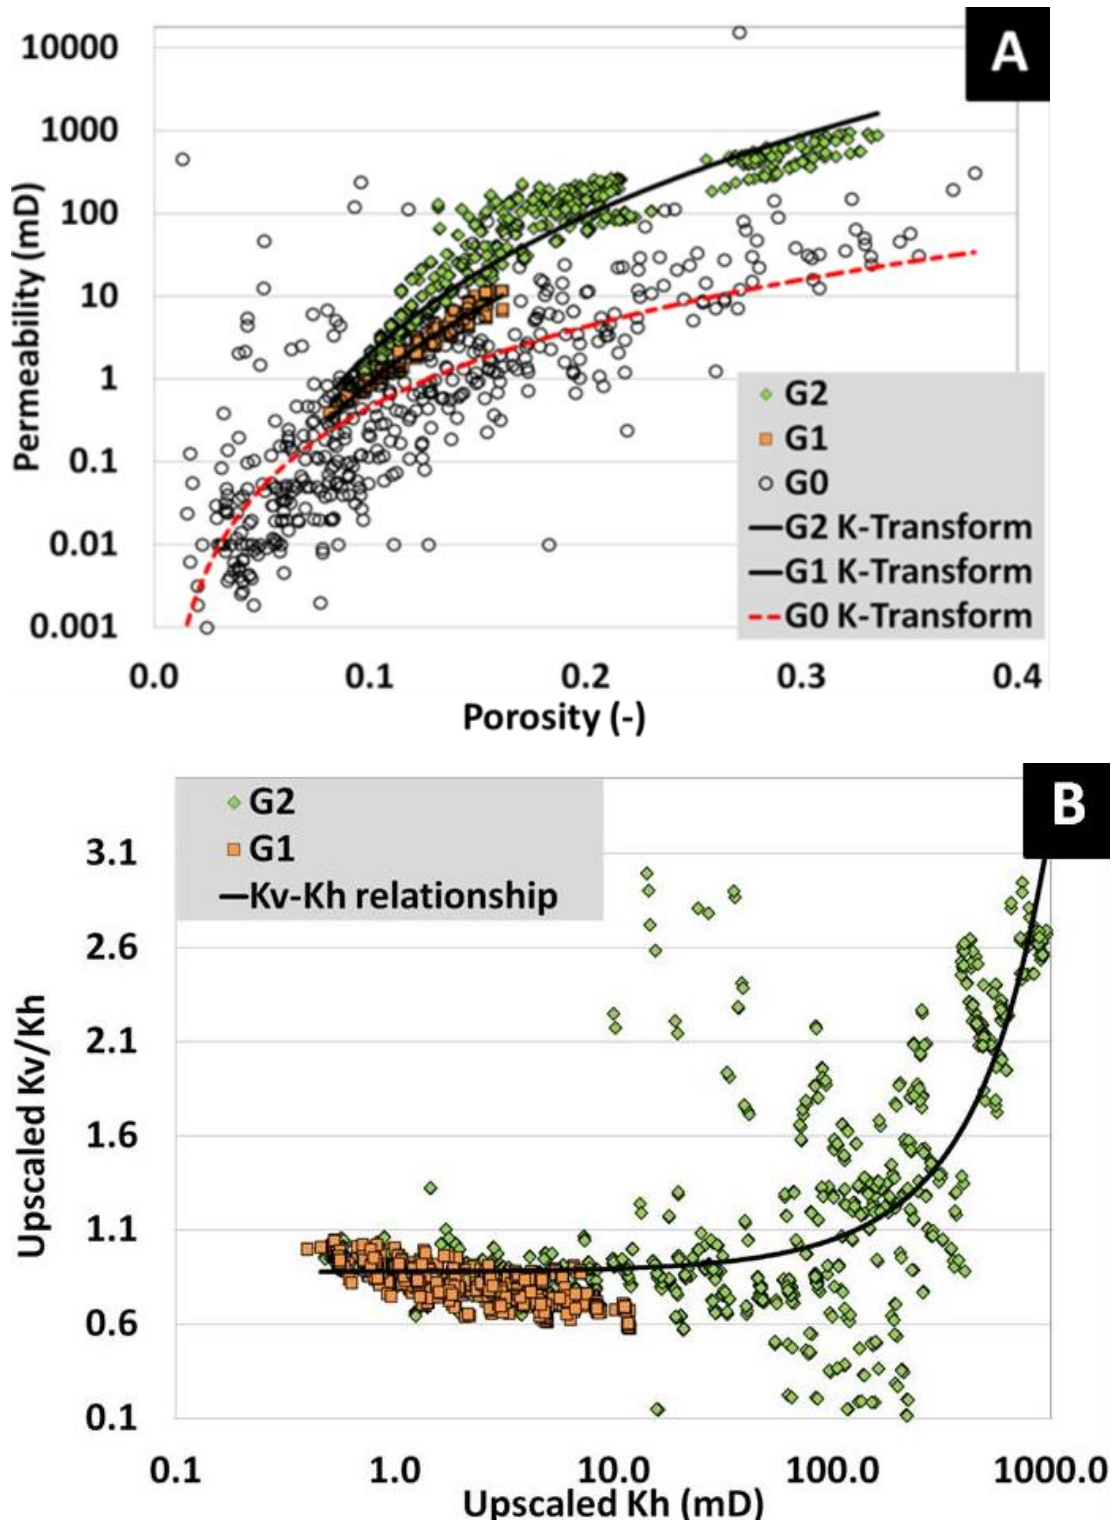 A
10000
1000
100
10
1
0.1
0.01
0.001
Permeability (mD)
G2
G1
G0
G2 K-Transform
G1 K-Transform
G0 K-Transform
0.0 0.1 0.2 0.3 0.4
Porosity (-)
B
G2
G1
Kv-Kh relationship
3.1
2.6
2.1
1.6
1.1
0.6
0.1
Upscaled Kv/Kh
0.1 1.0 10.0 100.0 1000.0
Upscaled Kh (mD)